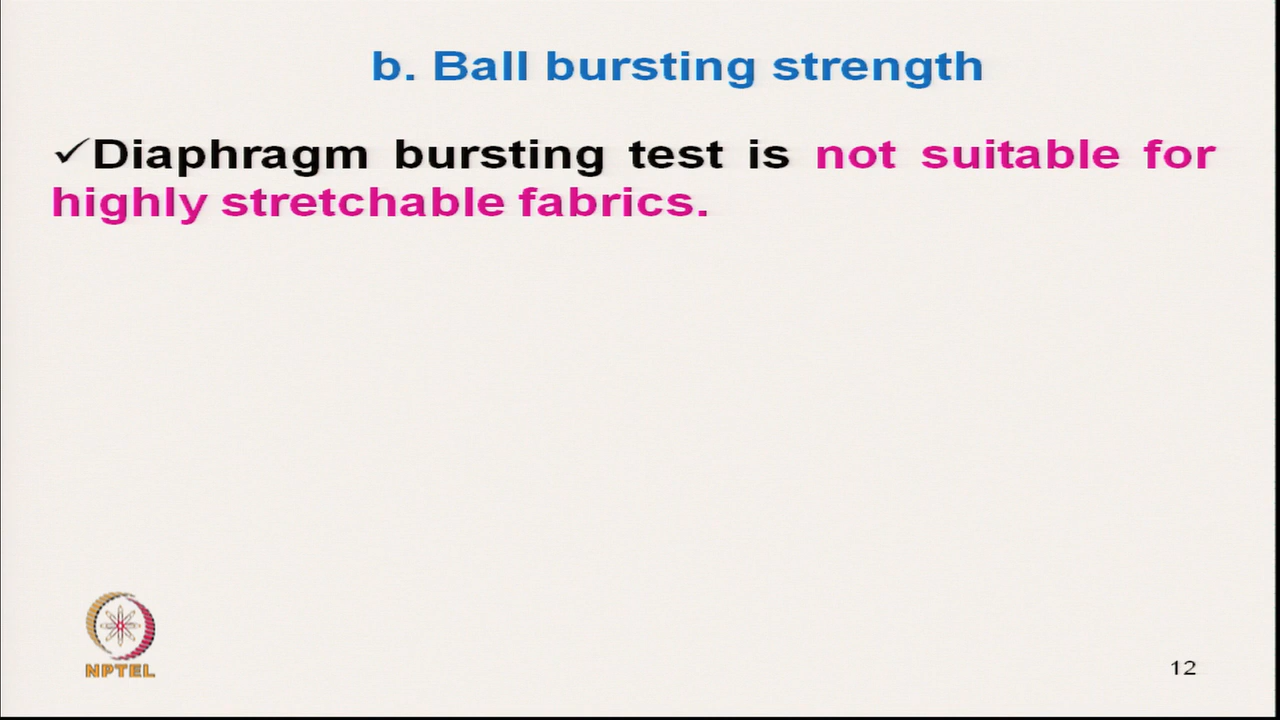 b. Ball bursting strength
✓Diaphragm bursting test is not suitable for
highly stretchable fabrics.
NPTEL
12